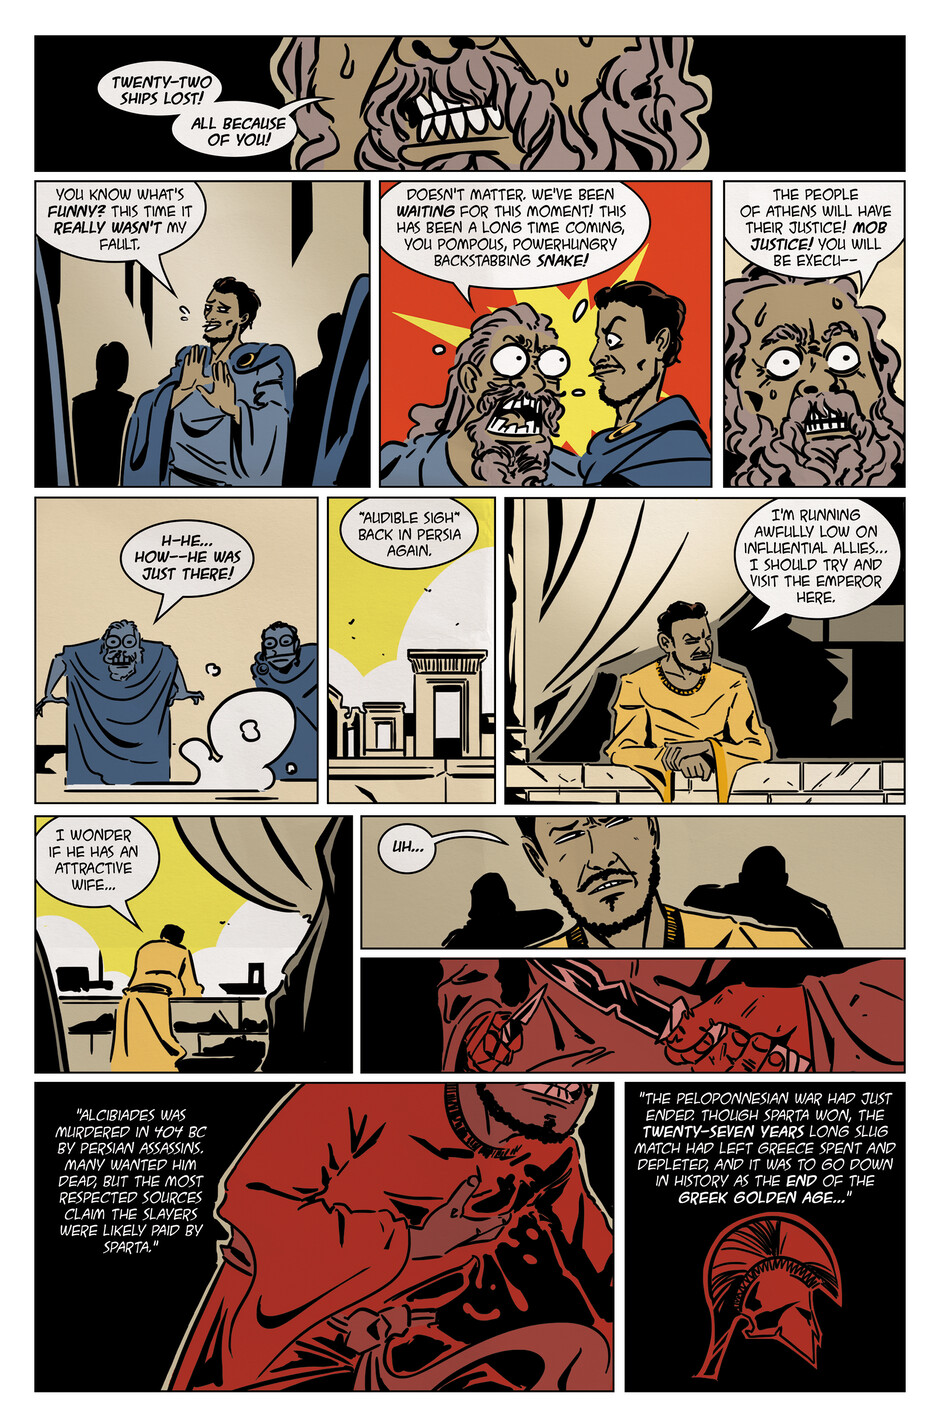 TWENTY-TWO
SHIPS LOST!
ALL BECAUSE
OF YOU!
YOU KNOW WHAT'S
FUNNY? THIS TIME IT
REALLY WASN'T MY
FAULT.
DOESN'T MATTER. WE'VE BEEN
WAITING FOR THIS MOMENT! THIS
HAS BEEN A LONG TIME COMING,
YOU POMPOUS, POWERHUNGRY
BACKSTABBING SNAKE!
THE PEOPLE
OF ATHENS WILL HAVE
THEIR JUSTICE! MOB
JUSTICE! YOU WILL
BE EXECU--
H-HE...
HOW--HE WAS
JUST THERE!
"AUDIBLE SIGH"
BACK IN PERSIA
AGAIN.
I'M RUNNING
AWFULLY LOW ON
INFLUENTIAL ALLIES...
I SHOULD TRY AND
VISIT THE EMPEROR
HERE.
I WONDER
IF HE HAS AN
ATTRACTIVE
WIFE...
UH...
"ALCIBIADES WAS
MURDERED IN 404 BC
BY PERSIAN ASSASSINS.
MANY WANTED HIM
DEAD, BUT THE MOST
RESPECTED SOURCES
CLAIM THE SLAYERS
WERE LIKELY PAID BY
SPARTA."
"THE PELOPONNESIAN WAR HAD JUST
ENDED. THOUGH SPARTA WON, THE
TWENTY-SEVEN YEARS LONG SLUG
MATCH HAD LEFT GREECE SPENT AND
DEPLETED, AND IT WAS TO GO DOWN
IN HISTORY AS THE END OF THE
GREEK GOLDEN AGE..."